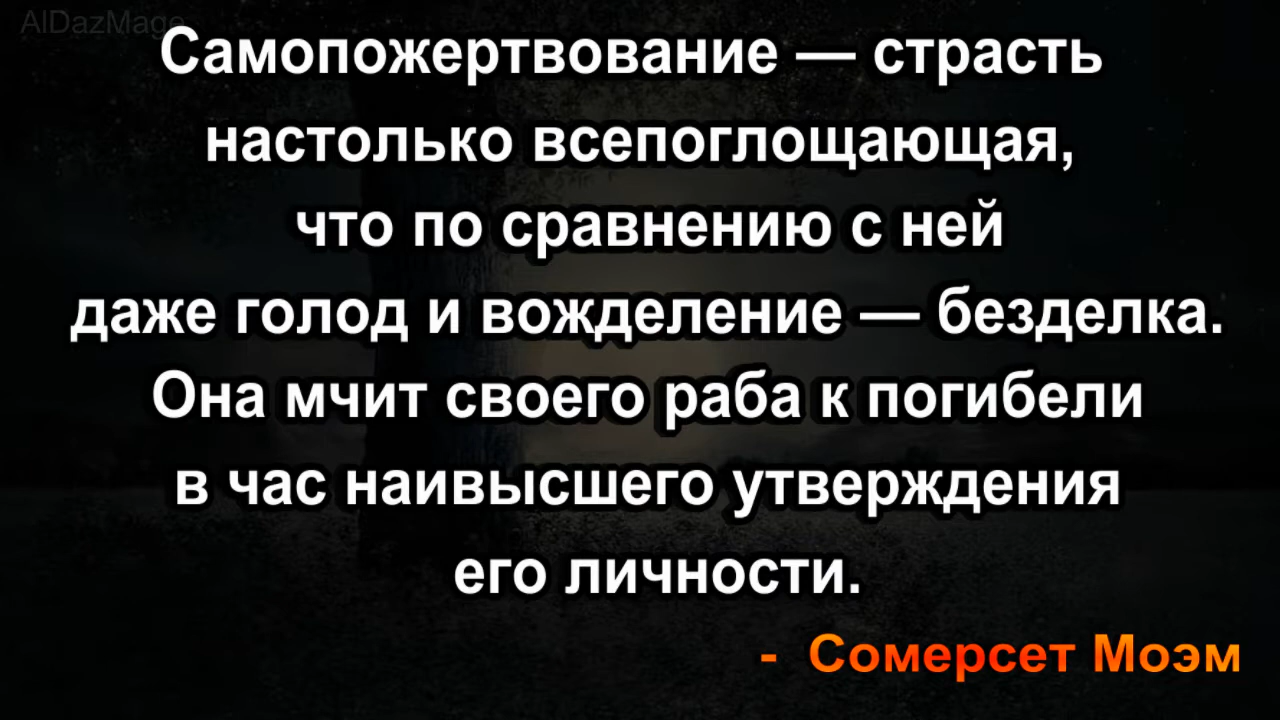 AlDazMage
Самопожертвование — страсть
настолько всепоглощающая,
что по сравнению с ней
даже голод и вожделение — безделка.
Она мчит своего раба к погибели
в час наивысшего утверждения
его личности.
- Сомерсет Моэм